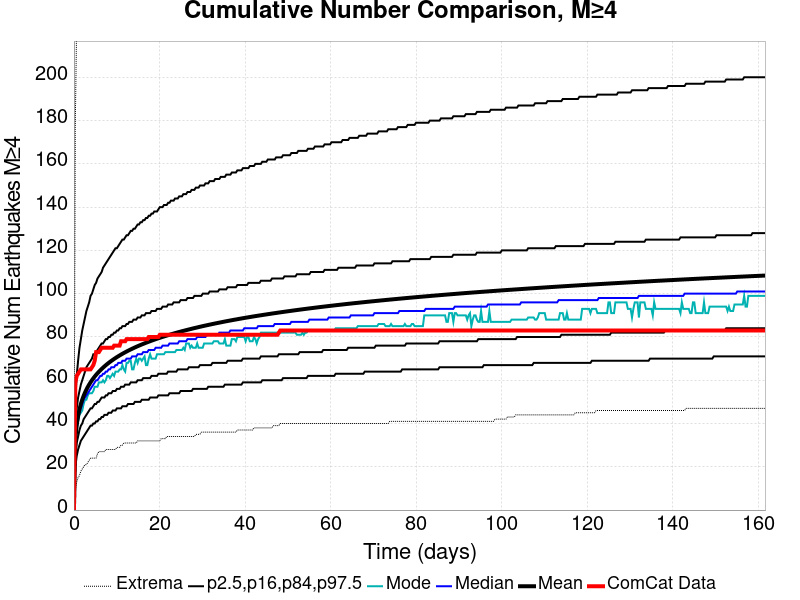 Cumulative Number Comparison, M≥4
Cumulative Num Earthquakes M≥4
200
180
160
140
120
100
80
60
40
20
0
0 20 40 60 80 100 120 140 160
Time (days)
Extrema p2.5,p16,p84,p97.5 Mode Median Mean ComCat Data